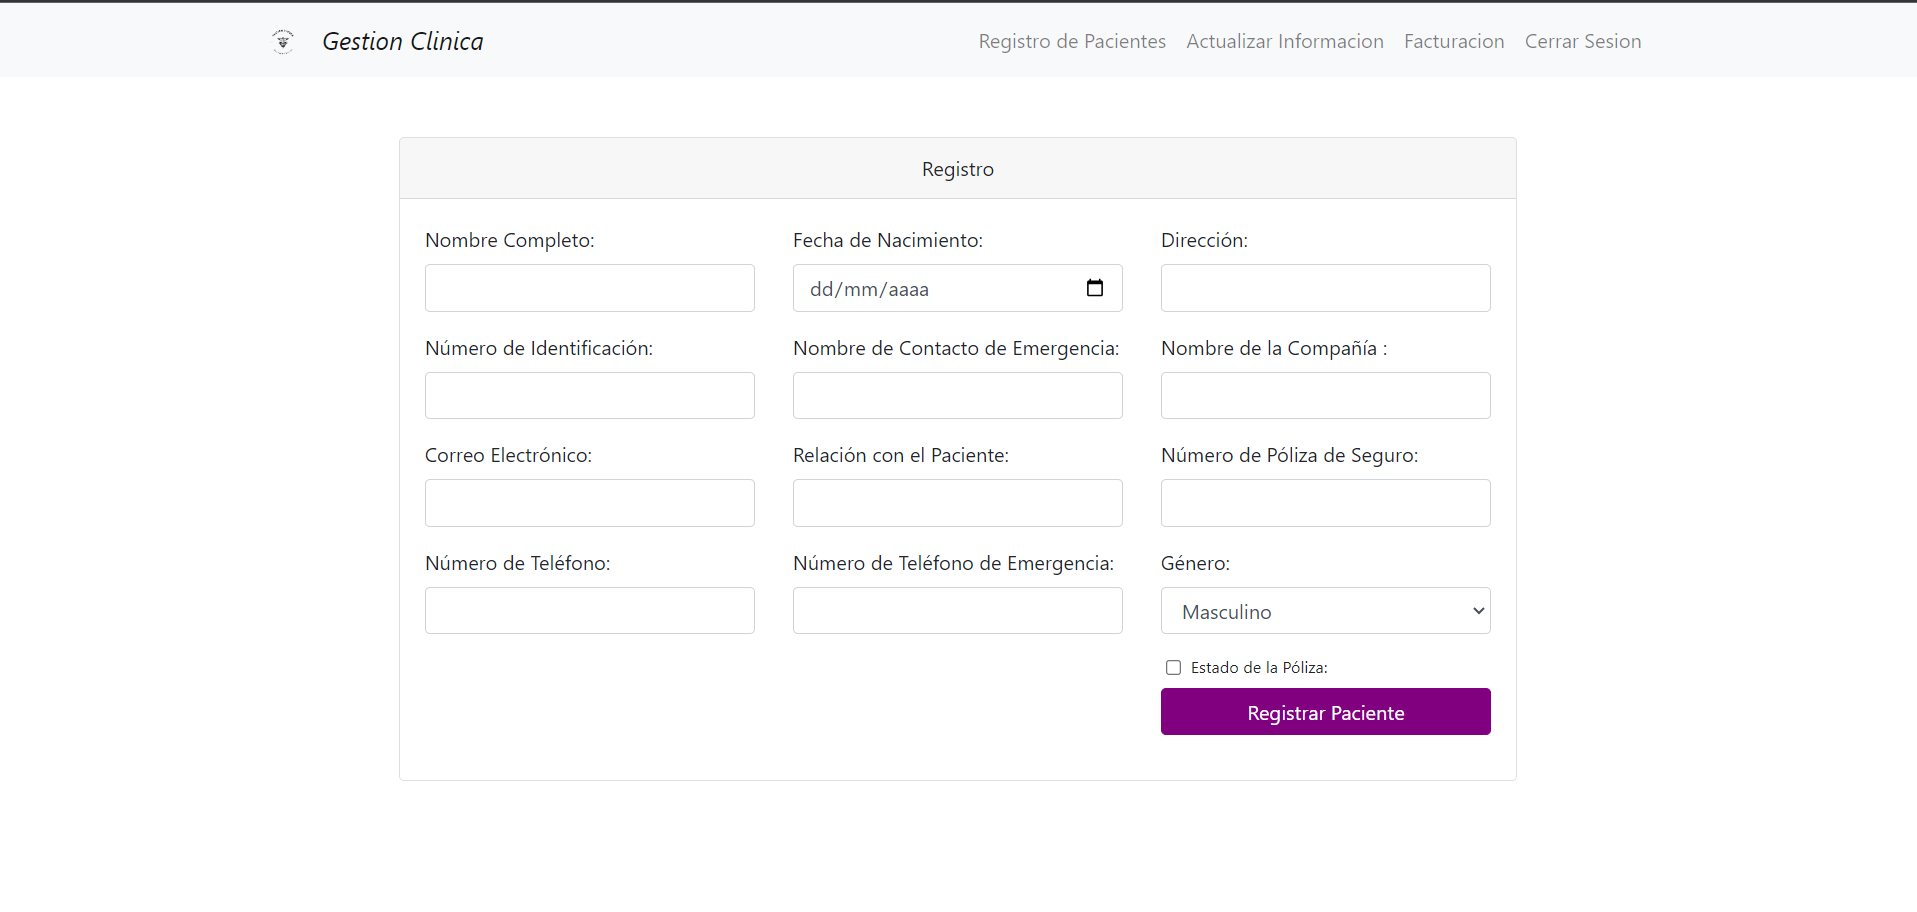 Gestion Clinica
Registro de Pacientes Actualizar Informacion Facturacion Cerrar Sesion
Registro
Nombre Completo: Fecha de Nacimiento: Dirección:
dd/mm/aaaa
Número de Identificación: Nombre de Contacto de Emergencia: Nombre de la Compañía :
Correo Electrónico: Relación con el Paciente: Número de Póliza de Seguro:
Número de Teléfono: Número de Teléfono de Emergencia: Género:
Masculino
Estado de la Póliza:
Registrar Paciente